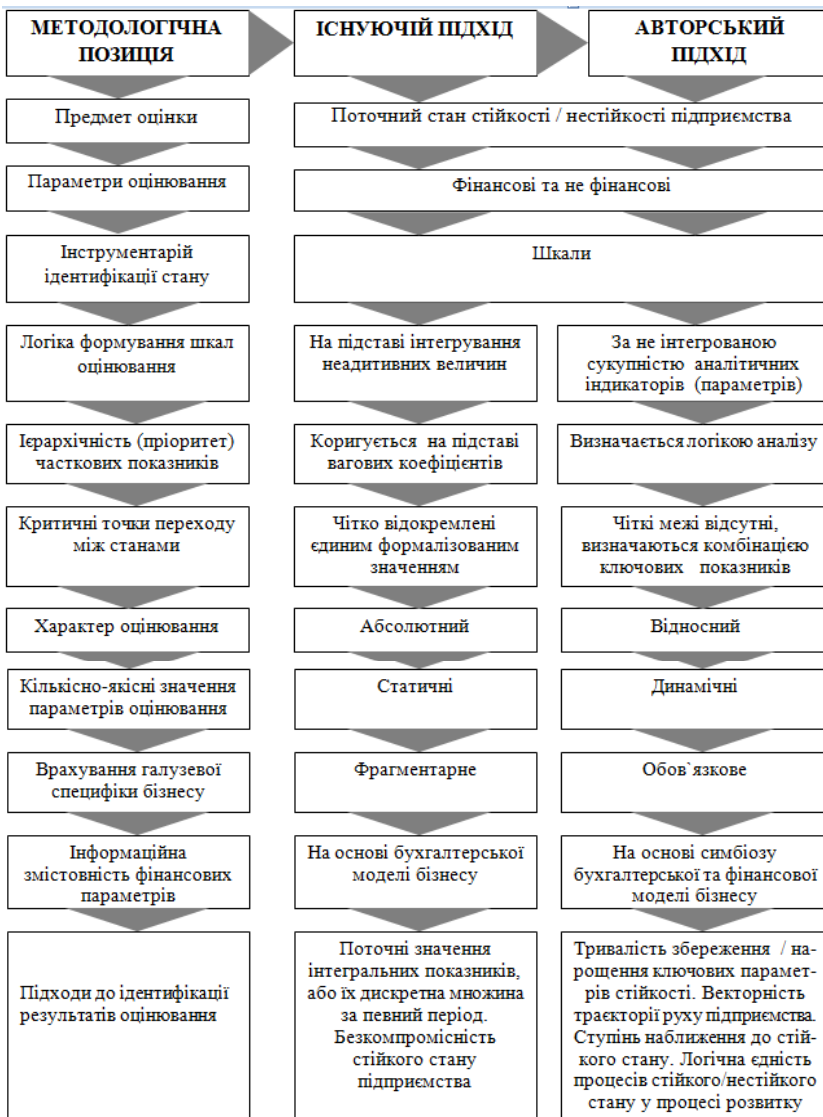 МЕТОДОЛОГІЧНА
ПОЗИЦІЯ
ІСНУЮЧІЙ ПІДХІД
АВТОРСЬКИЙ
ПІДХІД
Предмет оцінки
Поточний стан стійкості / нестійкості підприємства
Параметри оцінювання
Фінансові та не фінансові
Інструментарій
ідентифікації стану
Шкали
Логіка формування шкал
оцінювання
На підставі інтегрування
неадитивних величин
За не інтегрованою
сукупністю аналітичних
індикаторів (параметрів)
Ієрархічність (пріоритет)
часткових показників
Коригується на підставі
вагових коефіцієнтів
Визначається логікою аналізу
Критичні точки переходу
між станами
Чітко відокремлені
єдиним формалізованим
значенням
Чіткі межі відсутні,
визначаються комбінацією
ключових показників
Характер оцінювання
Абсолютний
Відносний
Кількісно-якісні значення
параметрів оцінювання
Статичні
Динамічні
Врахування галузевої
специфіки бізнесу
Фрагментарне
Обов`язкове
Інформаційна
змістовність фінансових
параметрів
На основі бухгалтерської
моделі бізнесу
На основі симбіозу
бухгалтерської та фінансової
моделі бізнесу
Підходи до ідентифікації
результатів оцінювання
Поточні значення
інтегральних показників,
або їх дискретна множина
за певний період.
Безкомпромісність
стійкого стану
підприємства
Тривалість збереження / на-
рощення ключових парамет-
рів стійкості. Векторність
траєкторії руху підприємства.
Ступінь наближення до стій-
кого стану. Логічна єдність
процесів стійкого/нестійкого
стану у процесі розвитку